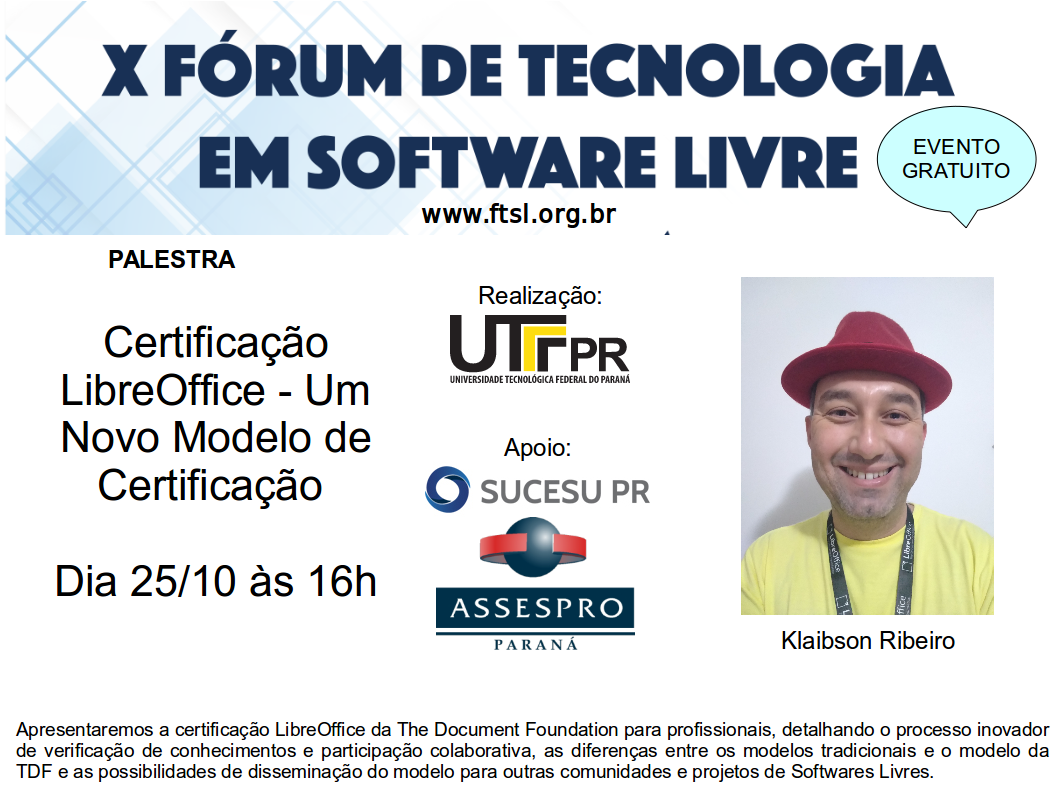 X FÓRUM DE TECNOLOGIA
EM SOFTWARE LIVRE
EVENTO
GRATUITO
www.ftsl.org.br
PALESTRA
Certificação
LibreOffice - Um
Novo Modelo de
Certificação
Dia 25/10 às 16h
Realização:
UTFPR
UNIVERSIDADE TECNOLÓGICA FEDERAL DO PARANÁ
Apoio:
SUCESU PR
ASSESPRO
PARANÁ
LibreOffice
LibreOffice
Klaibson Ribeiro
Apresentaremos a certificação LibreOffice da The Document Foundation para profissionais, detalhando o processo inovador
de verificação de conhecimentos e participação colaborativa, as diferenças entre os modelos tradicionais e o modelo da
TDF e as possibilidades de disseminação do modelo para outras comunidades e projetos de Softwares Livres.